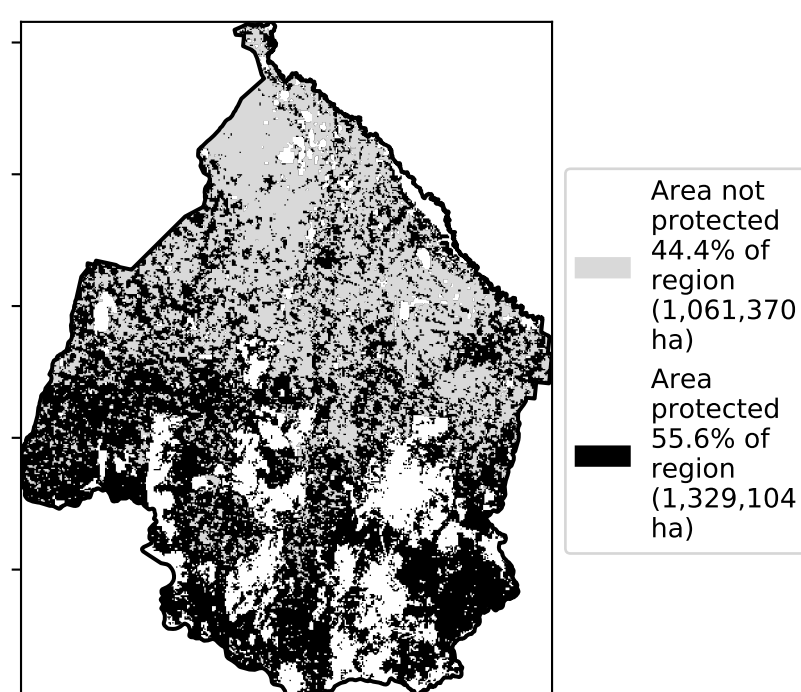 Area not
protected
44.4% of
region
(1,061,370
ha)
Area
protected
55.6% of
region
(1,329,104
ha)